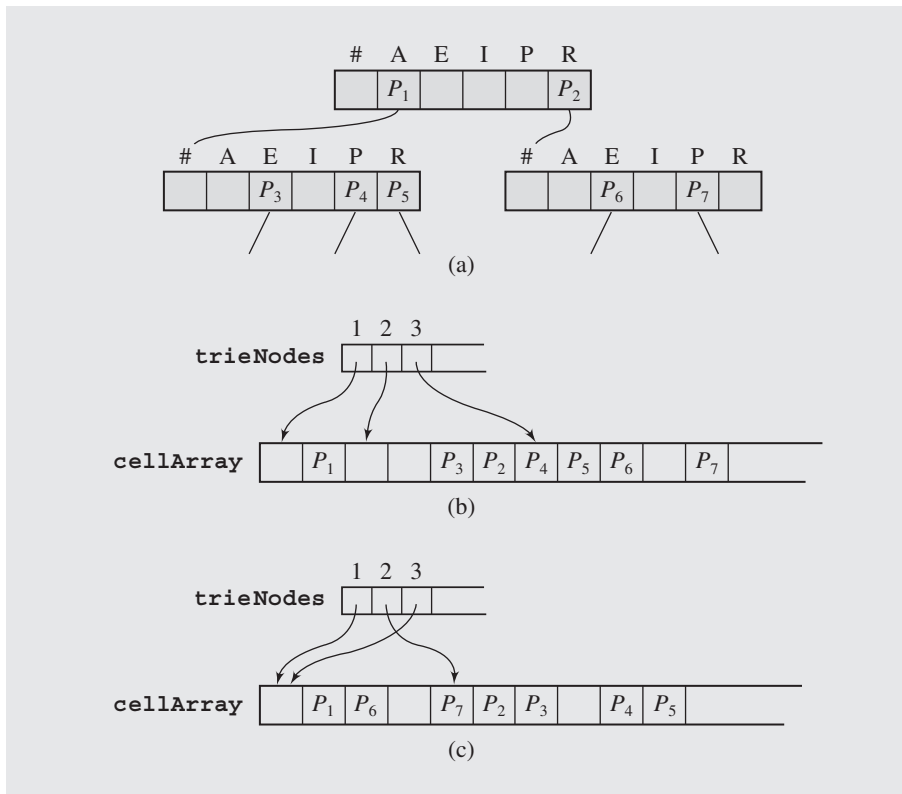 # A E I P R
P1 P2
# A E I P R # A E I P R
P3 P4 P5 P6 P7
(a)
1 2 3
trieNodes
cellArray P1 P3 P2 P4 P5 P6 P7
(b)
1 2 3
trieNodes
cellArray P1 P6 P7 P2 P3 P4 P5
(c)